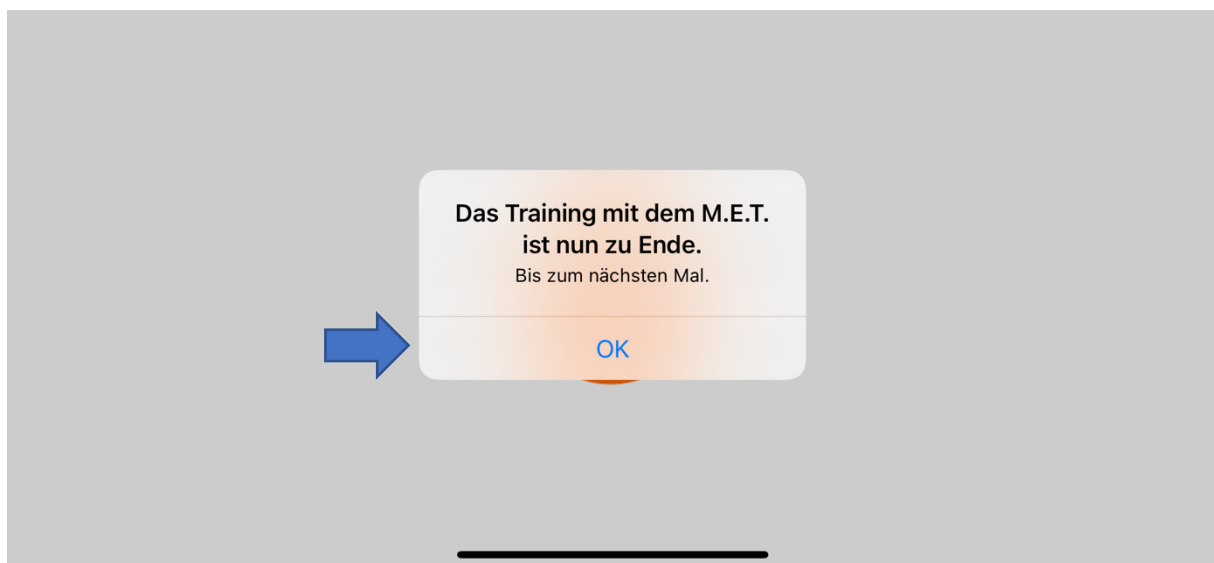 Das Training mit dem M.E.T.
ist nun zu Ende.
Bis zum nächsten Mal.
OK